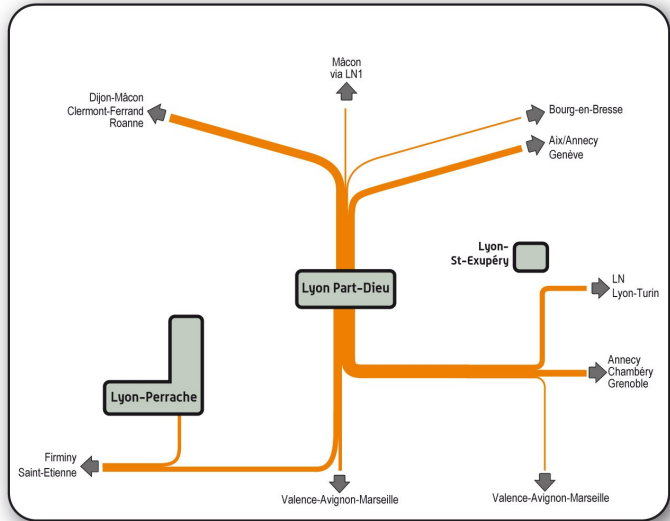 Mâcon
via LN1
Dijon-Mâcon
Clermont-Ferrand
Roanne
Bourg-en-Bresse
Aix/Annecy
Genève
Lyon-
St-Exupéry
Lyon Part-Dieu
LN
Lyon-Turin
Annecy
Chambéry
Grenoble
Lyon-Perrache
Firminy
Saint-Etienne
Valence-Avignon-Marseille
Valence-Avignon-Marseille